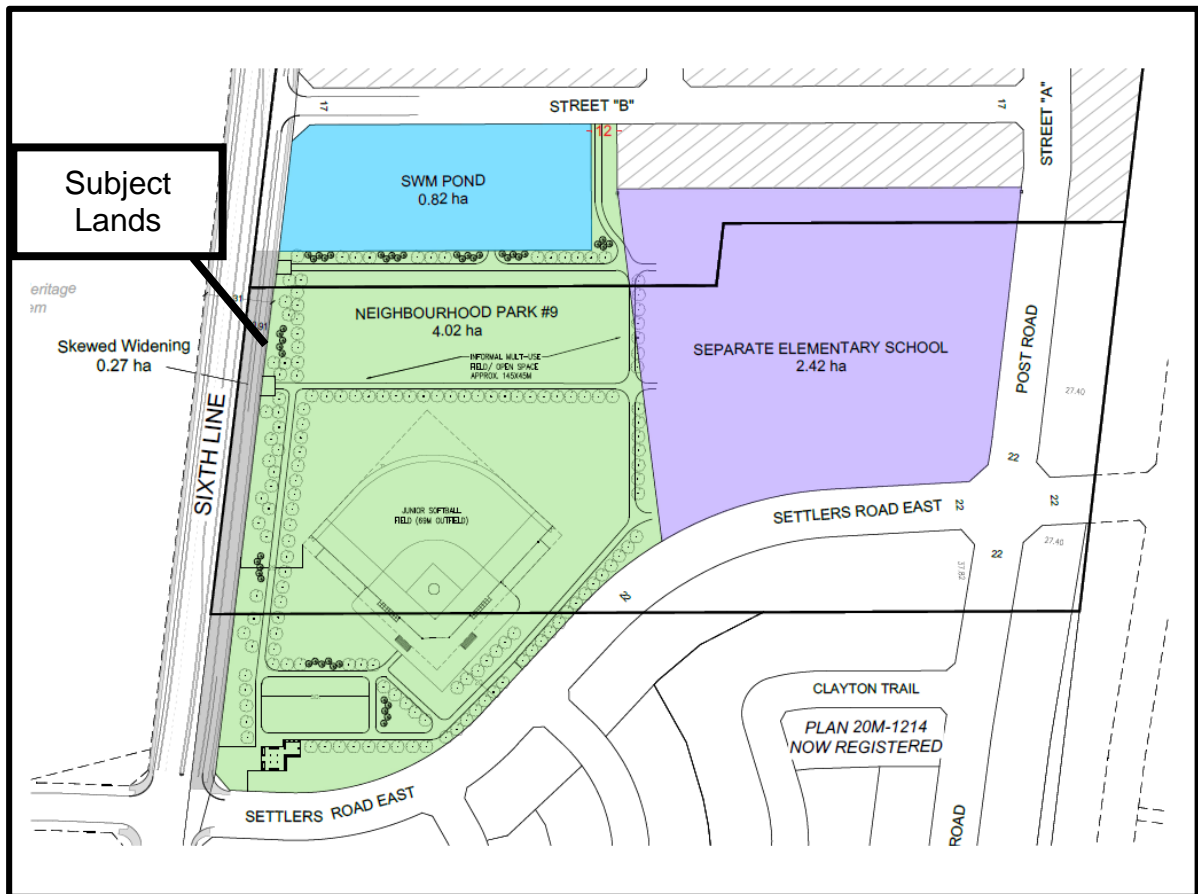 17
STREET "B"
17
STREET "A"
- 12 -
Subject
Lands
SWM POND
0.82 ha
eritage
rm
Skewed Widening
0.27 ha
NEIGHBOURHOOD PARK #9
4.02 ha
INFORMAL MULT-USE
FIELD/ OPEN SPACE
APPROX. 145X45M
SEPARATE ELEMENTARY SCHOOL
2.42 ha
POST ROAD
27.40
SIXTH LINE
JUNIOR SOFTBALL
FIELD (69M OUTFIELD)
22
SETTLERS ROAD EAST
22
22
27.40
22
37.82
22
CLAYTON TRAIL
PLAN 20M-1214
NOW REGISTERED
SETTLERS ROAD EAST
ROAD